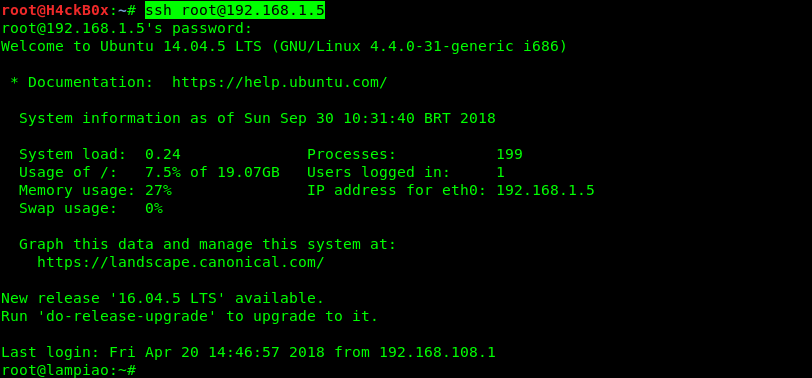 root@H4ckB0x:~# ssh root@192.168.1.5
root@192.168.1.5's password:
Welcome to Ubuntu 14.04.5 LTS (GNU/Linux 4.4.0-31-generic i686)
* Documentation:  https://help.ubuntu.com/
System information as of Sun Sep 30 10:31:40 BRT 2018
System load:  0.24              Processes:           199
Usage of /:   7.5% of 19.07GB   Users logged in:     1
Memory usage: 27%               IP address for eth0: 192.168.1.5
Swap usage:   0%
Graph this data and manage this system at:
https://landscape.canonical.com/
New release '16.04.5 LTS' available.
Run 'do-release-upgrade' to upgrade to it.
Last login: Fri Apr 20 14:46:57 2018 from 192.168.108.1
root@lampiao:~#